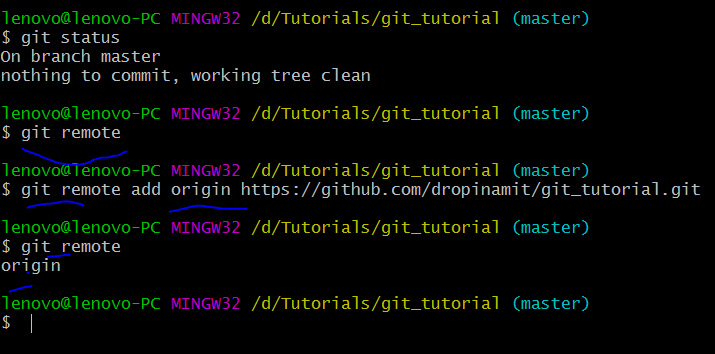 lenovo@lenovo-PC MINGW32 /d/Tutorials/git_tutorial (master)
$ git status
On branch master
nothing to commit, working tree clean
lenovo@lenovo-PC MINGW32 /d/Tutorials/git_tutorial (master)
$ git remote
lenovo@lenovo-PC MINGW32 /d/Tutorials/git_tutorial (master)
$ git remote add origin https://github.com/dropinamit/git_tutorial.git
lenovo@lenovo-PC MINGW32 /d/Tutorials/git_tutorial (master)
$ git remote
origin
lenovo@lenovo-PC MINGW32 /d/Tutorials/git_tutorial (master)
$